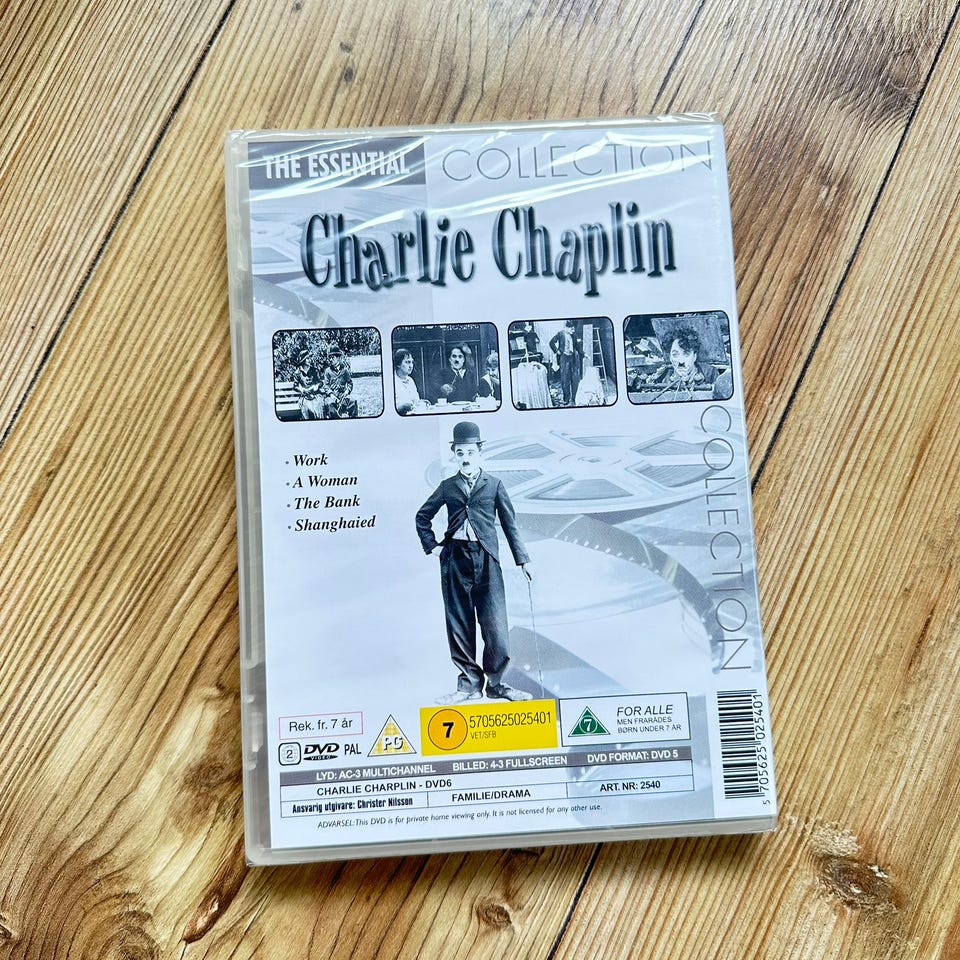 THE ESSENTIAL
COLLECTION
Charlie Chaplin
COLLECTION
· Work
· A Woman
· The Bank
· Shanghaied
Rek. fr. 7 år
2
DVD
VIDEO
PAL
PG
7
5705625025401
VET/SFB
7
FOR ALLE
MEN FRARÅDES
BØRN UNDER 7 ÅR
LYD: AC-3 MULTICHANNEL BILLED: 4-3 FULLSCREEN DVD FORMAT: DVD 5
CHARLIE CHARPLIN - DVD6
FAMILIE/DRAMA
ART. NR: 2540
Ansvarig utgivare: Christer Nilsson
ADVARSEL: This DVD is for private home viewing only. It is not licensed for any other use.
5 705625 025401